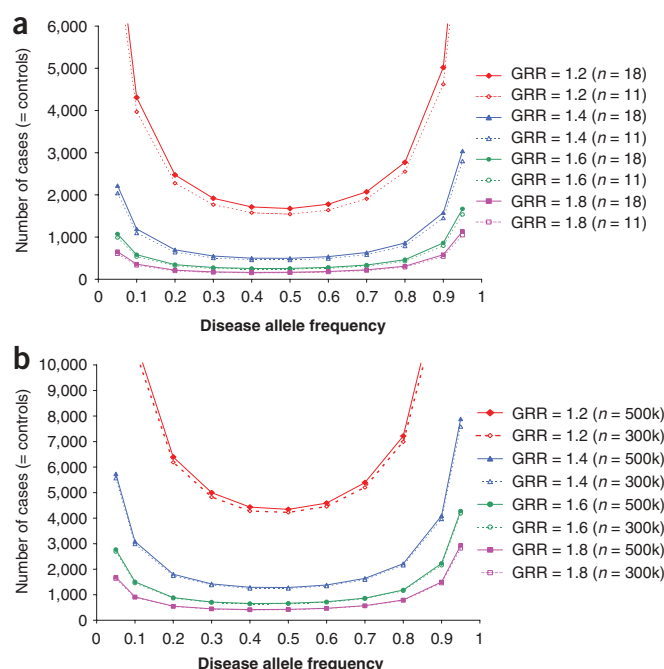 a
6,000
5,000
4,000
3,000
2,000
1,000
0
Number of cases (= controls)
0 0.1 0.2 0.3 0.4 0.5 0.6 0.7 0.8 0.9 1
Disease allele frequency
GRR = 1.2 (n = 18)
GRR = 1.2 (n = 11)
GRR = 1.4 (n = 18)
GRR = 1.4 (n = 11)
GRR = 1.6 (n = 18)
GRR = 1.6 (n = 11)
GRR = 1.8 (n = 18)
GRR = 1.8 (n = 11)
b
10,000
9,000
8,000
7,000
6,000
5,000
4,000
3,000
2,000
1,000
0
Number of cases (= controls)
0 0.1 0.2 0.3 0.4 0.5 0.6 0.7 0.8 0.9 1
Disease allele frequency
GRR = 1.2 (n = 500k)
GRR = 1.2 (n = 300k)
GRR = 1.4 (n = 500k)
GRR = 1.4 (n = 300k)
GRR = 1.6 (n = 500k)
GRR = 1.6 (n = 300k)
GRR = 1.8 (n = 500k)
GRR = 1.8 (n = 300k)